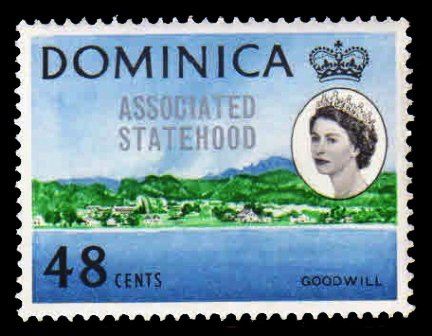 DOMINICA
ASSOCIATED
STATEHOOD
48 CENTS
GOODWILL